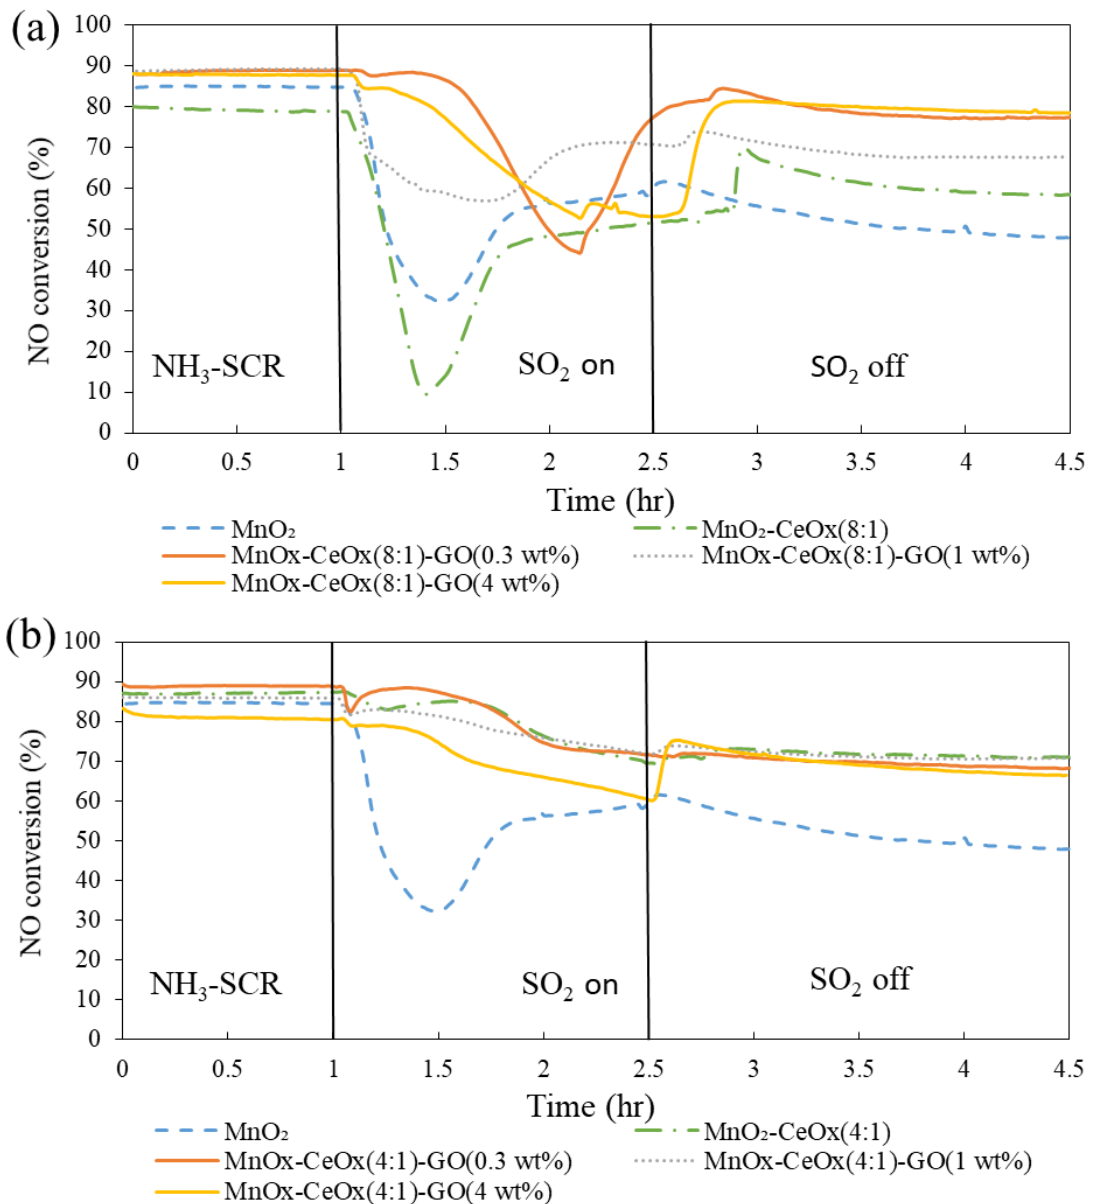 (a)
100
90
80
70
60
50
40
30
20
10
0
NO conversion (%)
NH₃-SCR
SO₂ on
SO₂ off
0 0.5 1 1.5 2 2.5 3 3.5 4 4.5
Time (hr)
MnO₂
MnO₂-CeOx(8:1)
MnOx-CeOx(8:1)-GO(0.3 wt%)
MnOx-CeOx(8:1)-GO(1 wt%)
MnOx-CeOx(8:1)-GO(4 wt%)
(b)
100
90
80
70
60
50
40
30
20
10
0
NO conversion (%)
NH₃-SCR
SO₂ on
SO₂ off
0 0.5 1 1.5 2 2.5 3 3.5 4 4.5
Time (hr)
MnO₂
MnO₂-CeOx(4:1)
MnOx-CeOx(4:1)-GO(0.3 wt%)
MnOx-CeOx(4:1)-GO(1 wt%)
MnOx-CeOx(4:1)-GO(4 wt%)